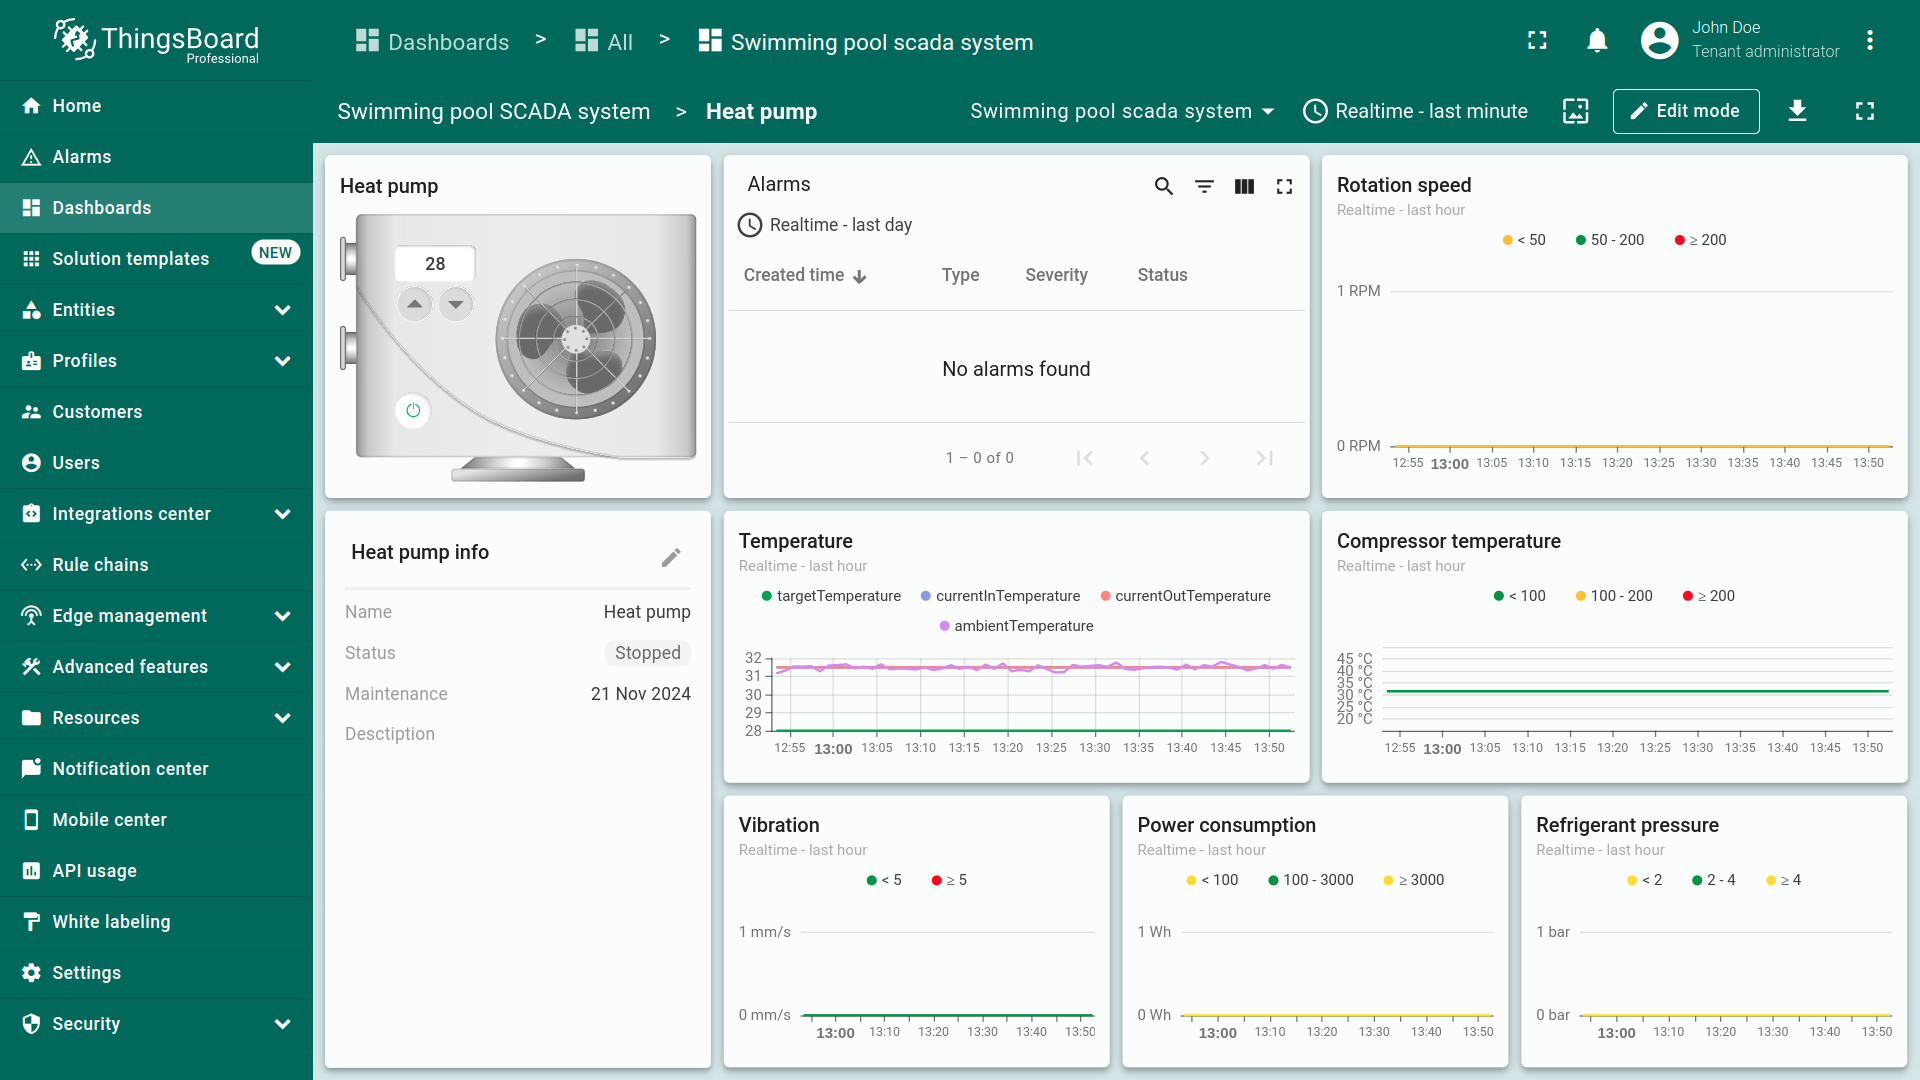 ThingsBoard
Professional
Dashboards > All > Swimming pool scada system
John Doe
Tenant administrator
Swimming pool SCADA system > Heat pump
Swimming pool scada system
Realtime - last minute
Edit mode
Home
Alarms
Dashboards
Solution templates NEW
Entities
Profiles
Customers
Users
Integrations center
Rule chains
Edge management
Advanced features
Resources
Notification center
Mobile center
API usage
White labeling
Settings
Security
Heat pump
28
Alarms
Realtime - last day
Created time Type Severity Status
No alarms found
1 – 0 of 0
Rotation speed
Realtime - last hour
< 50 50 - 200 ≥ 200
1 RPM
0 RPM
12:55 13:00 13:05 13:10 13:15 13:20 13:25 13:30 13:35 13:40 13:45 13:50
Heat pump info
Name Heat pump
Status Stopped
Maintenance 21 Nov 2024
Desctiption
Temperature
Realtime - last hour
targetTemperature currentInTemperature currentOutTemperature
ambientTemperature
32
31
30
29
28
12:55 13:00 13:05 13:10 13:15 13:20 13:25 13:30 13:35 13:40 13:45 13:50
Compressor temperature
Realtime - last hour
< 100 100 - 200 ≥ 200
45 °C
40 °C
35 °C
30 °C
25 °C
20 °C
12:55 13:00 13:05 13:10 13:15 13:20 13:25 13:30 13:35 13:40 13:45 13:50
Vibration
Realtime - last hour
< 5 ≥ 5
1 mm/s
0 mm/s
13:00 13:10 13:20 13:30 13:40 13:50
Power consumption
Realtime - last hour
< 100 100 - 3000 ≥ 3000
1 Wh
0 Wh
13:00 13:10 13:20 13:30 13:40 13:50
Refrigerant pressure
Realtime - last hour
< 2 2 - 4 ≥ 4
1 bar
0 bar
13:00 13:10 13:20 13:30 13:40 13:50